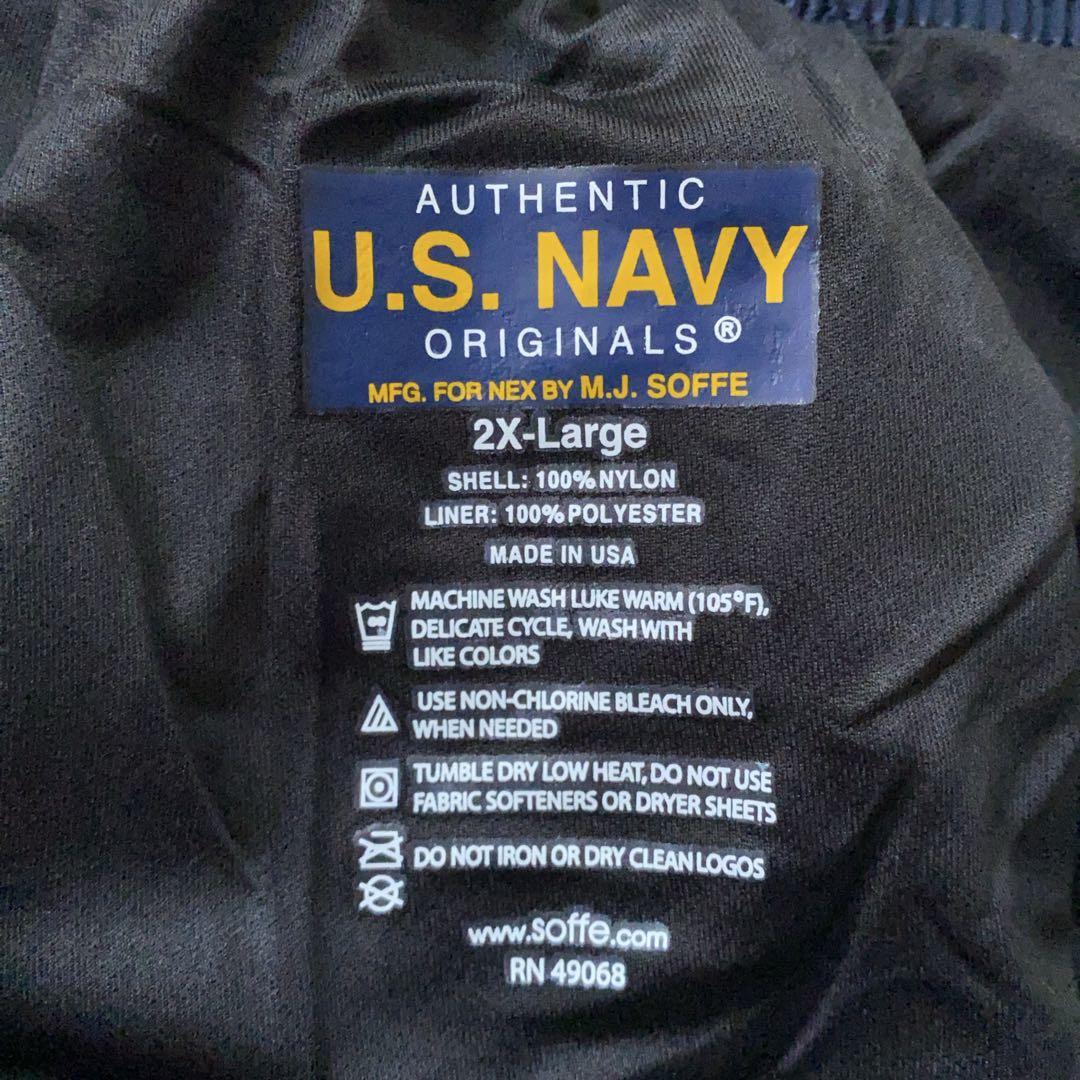 AUTHENTIC
U.S. NAVY
ORIGINALS®
MFG. FOR NEX BY M.J. SOFFE
2X-Large
SHELL: 100% NYLON
LINER: 100% POLYESTER
MADE IN USA
MACHINE WASH LUKE WARM (105°F),
DELICATE CYCLE, WASH WITH
LIKE COLORS
USE NON-CHLORINE BLEACH ONLY,
WHEN NEEDED
TUMBLE DRY LOW HEAT, DO NOT USE
FABRIC SOFTENERS OR DRYER SHEETS
DO NOT IRON OR DRY CLEAN LOGOS
www.soffe.com
RN 49068